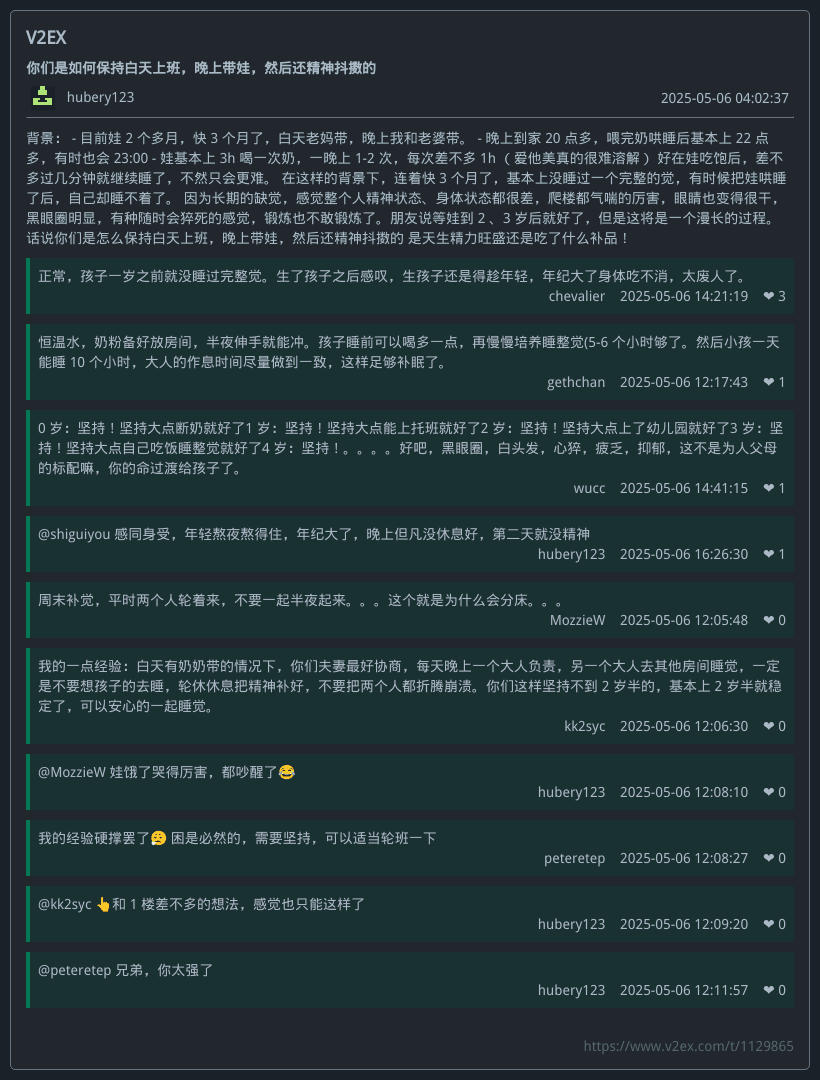 V2EX
你们是如何保持白天上班，晚上带娃，然后还精神抖擞的
hubery123 2025-05-06 04:02:37
背景： - 目前娃 2 个多月，快 3 个月了，白天老妈带，晚上我和老婆带。 - 晚上到家 20 点多，喂完奶哄睡后基本上 22 点
多，有时也会 23:00 - 娃基本上 3h 喝一次奶，一晚上 1-2 次，每次差不多 1h （ 爱他美真的很难溶解 ）好在娃吃饱后，差不
多过几分钟就继续睡了，不然只会更难。 在这样的背景下，连着快 3 个月了，基本上没睡过一个完整的觉，有时候把娃哄睡
了后，自己却睡不着了。 因为长期的缺觉，感觉整个人精神状态、身体状态都很差，爬楼都气喘的厉害，眼睛也变得很干，
黑眼圈明显，有种随时会猝死的感觉，锻炼也不敢锻炼了。朋友说等娃到 2 、3 岁后就好了，但是这将是一个漫长的过程。
话说你们是怎么保持白天上班，晚上带娃，然后还精神抖擞的 是天生精力旺盛还是吃了什么补品！
正常，孩子一岁之前就没睡过完整觉。生了孩子之后感叹，生孩子还是得趁年轻，年纪大了身体吃不消，太废人了。
chevalier 2025-05-06 14:21:19 ❤ 3
恒温水，奶粉备好放房间，半夜伸手就能冲。孩子睡前可以喝多一点，再慢慢培养睡整觉(5-6 个小时够了。然后小孩一天
能睡 10 个小时，大人的作息时间尽量做到一致，这样足够补眠了。
gethchan 2025-05-06 12:17:43 ❤ 1
0 岁：坚持！坚持大点断奶就好了1 岁：坚持！坚持大点能上托班就好了2 岁：坚持！坚持大点上了幼儿园就好了3 岁：坚
持！坚持大点自己吃饭睡整觉就好了4 岁：坚持！。。。。好吧，黑眼圈，白头发，心猝，疲乏，抑郁，这不是为人父母
的标配嘛，你的命过渡给孩子了。
wucc 2025-05-06 14:41:15 ❤ 1
@shiguiyou 感同身受，年轻熬夜熬得住，年纪大了，晚上但凡没休息好，第二天就没精神
hubery123 2025-05-06 16:26:30 ❤ 1
周末补觉，平时两个人轮着来，不要一起半夜起来。。。这个就是为什么会分床。。。
MozzieW 2025-05-06 12:05:48 ❤ 0
我的一点经验：白天有奶奶带的情况下，你们夫妻最好协商，每天晚上一个大人负责，另一个大人去其他房间睡觉，一定
是不要想孩子的去睡，轮休休息把精神补好，不要把两个人都折腾崩溃。你们这样坚持不到 2 岁半的，基本上 2 岁半就稳
定了，可以安心的一起睡觉。
kk2syc 2025-05-06 12:06:30 ❤ 0
@MozzieW 娃饿了哭得厉害，都吵醒了😂
hubery123 2025-05-06 12:08:10 ❤ 0
我的经验硬撑罢了😮‍💨 困是必然的，需要坚持，可以适当轮班一下
peteretep 2025-05-06 12:08:27 ❤ 0
@kk2syc 👆和 1 楼差不多的想法，感觉也只能这样了
hubery123 2025-05-06 12:09:20 ❤ 0
@peteretep 兄弟，你太强了
hubery123 2025-05-06 12:11:57 ❤ 0
https://www.v2ex.com/t/1129865